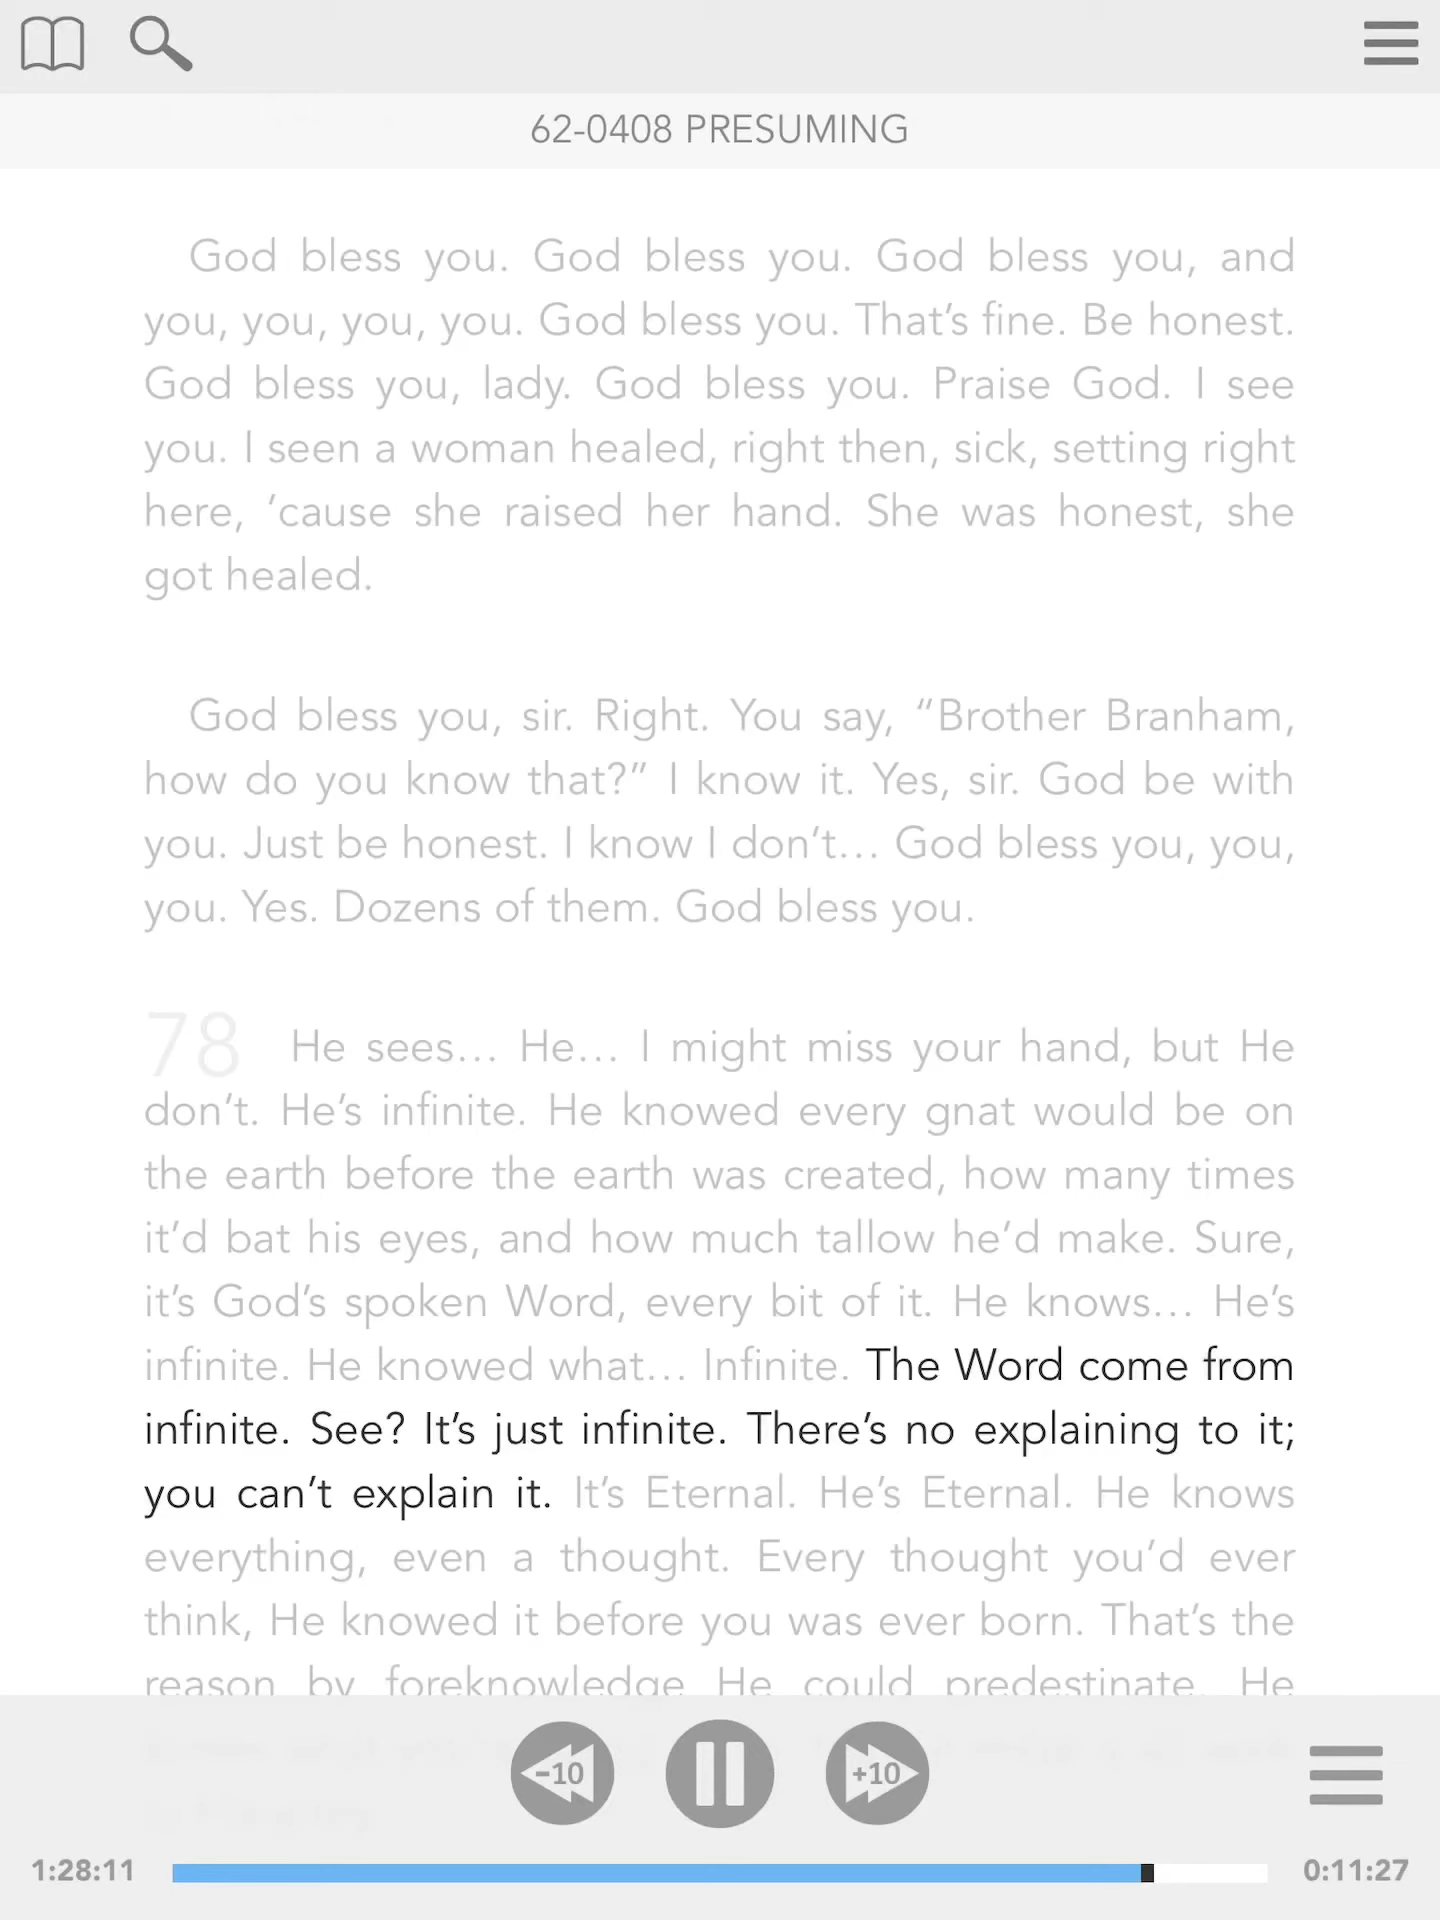 62-0408 PRESUMING
God bless you. God bless you. God bless you, and
you, you, you, you. God bless you. That’s fine. Be honest.
God bless you, lady. God bless you. Praise God. I see
you. I seen a woman healed, right then, sick, setting right
here, ’cause she raised her hand. She was honest, she
got healed.
God bless you, sir. Right. You say, “Brother Branham,
how do you know that?” I know it. Yes, sir. God be with
you. Just be honest. I know I don’t… God bless you, you,
you. Yes. Dozens of them. God bless you.
78 He sees… He… I might miss your hand, but He
don’t. He’s infinite. He knowed every gnat would be on
the earth before the earth was created, how many times
it’d bat his eyes, and how much tallow he’d make. Sure,
it’s God’s spoken Word, every bit of it. He knows… He’s
infinite. He knowed what… Infinite. The Word come from
infinite. See? It’s just infinite. There’s no explaining to it;
you can’t explain it. It’s Eternal. He’s Eternal. He knows
everything, even a thought. Every thought you’d ever
think, He knowed it before you was ever born. That’s the
reason by foreknowledge He could predestinate. He
-10 +10
1:28:11 0:11:27